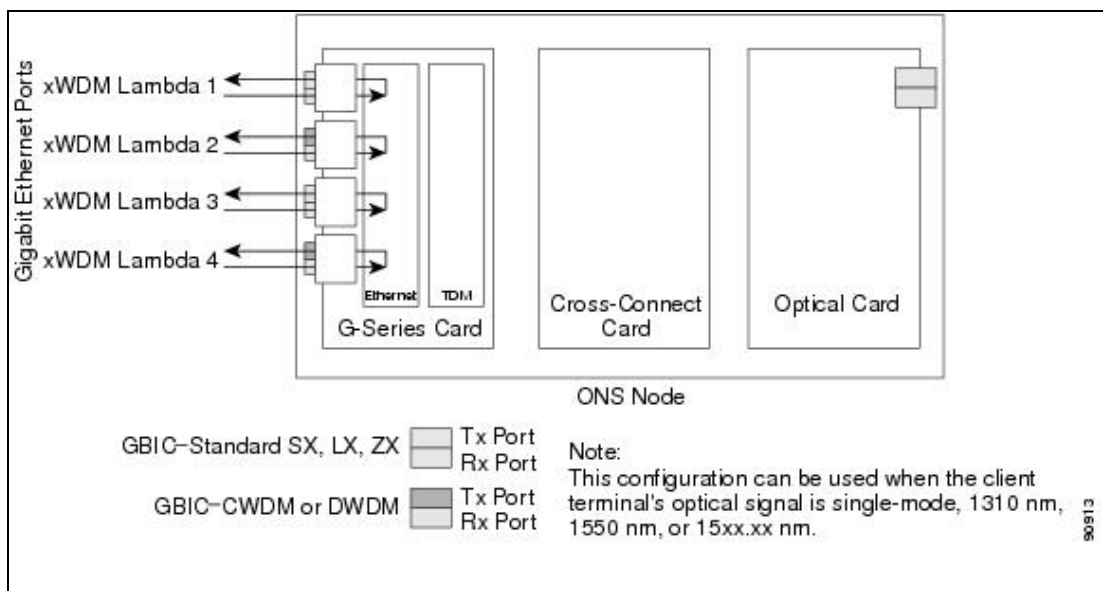 Gigabit Ethernet Ports
xWDM Lambda 1
xWDM Lambda 2
xWDM Lambda 3
xWDM Lambda 4
Ethernet
TDM
G-Series Card
Cross-Connect
Card
Optical Card
ONS Node
GBIC-Standard SX, LX, ZX
Tx Port
Rx Port
GBIC-CWDM or DWDM
Tx Port
Rx Port
Note:
This configuration can be used when the client
terminal's optical signal is single-mode, 1310 nm,
1550 nm, or 15xx.xx nm.
90913